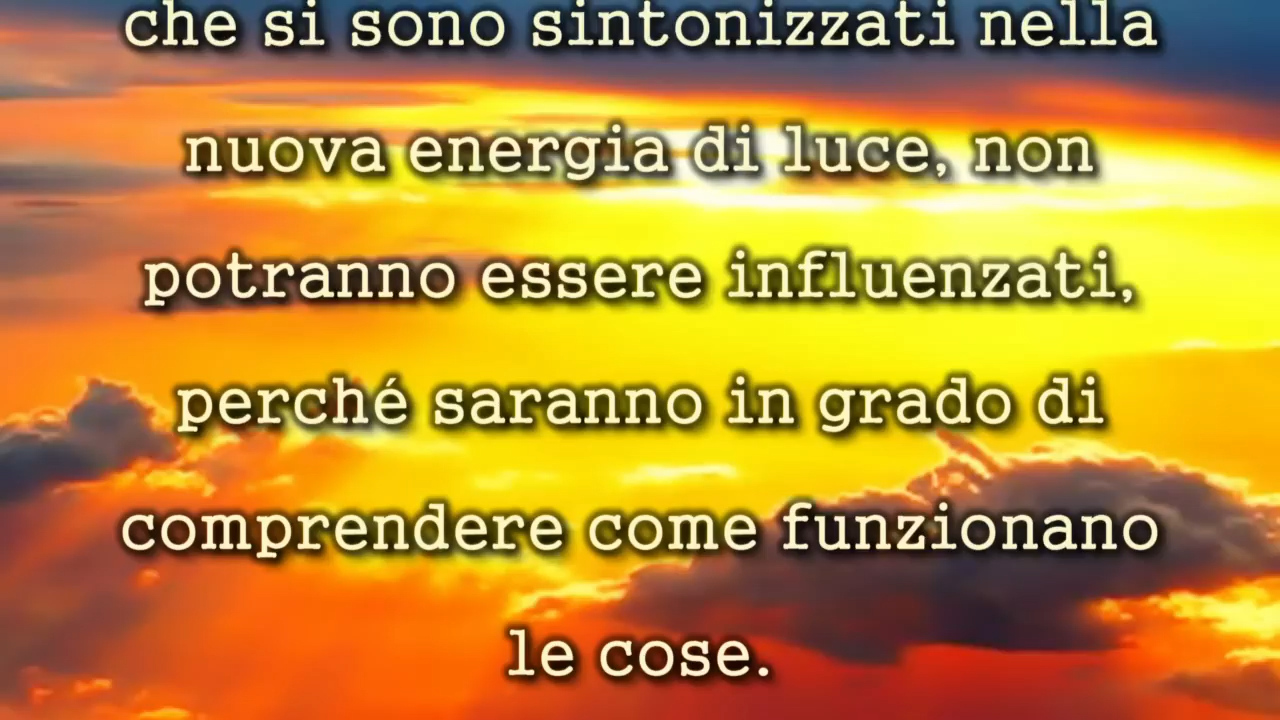 che si sono sintonizzati nella
nuova energia di luce, non
potranno essere influenzati,
perché saranno in grado di
comprendere come funzionano
le cose.